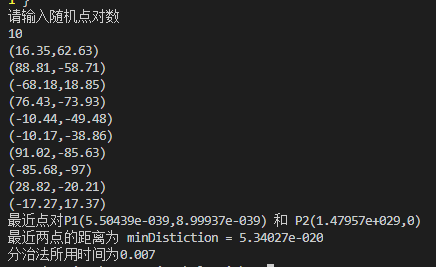 请输入随机点对数
10
(16.35,62.63)
(88.81,-58.71)
(-68.18,18.85)
(76.43,-73.93)
(-10.44,-49.48)
(-10.17,-38.86)
(91.02,-85.63)
(-85.68,-97)
(28.82,-20.21)
(-17.27,17.37)
最近点对P1(5.50439e-039,8.99937e-039) 和 P2(1.47957e+029,0)
最近两点的距离为 minDistiction = 5.34027e-020
分治法所用时间为0.007